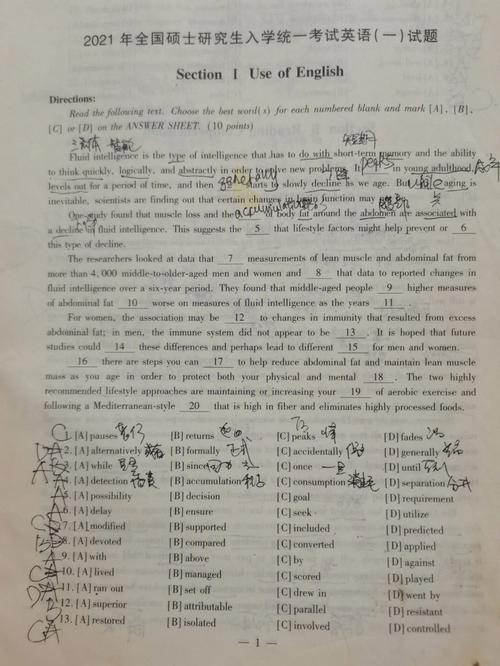 2021年全国硕士研究生入学统一考试英语(一)试题
Section I Use of English
Directions:
Read the following text. Choose the best word(s) for each numbered blank and mark [A], [B],
[C] or [D] on the ANSWER SHEET. (10 points)
Fluid intelligence is the type of intelligence that has to do with short-term memory and the ability
to think quickly, logically, and abstractly in order to solve new problems. It peaks in young adulthood,
generally
levels out for a period of time, and then starts to slowly decline as we age. But while aging is
inevitable, scientists are finding out that certain changes in brain function may
accumulation
One study found that muscle loss and the of body fat around the abdomen are associated with
a decline in fluid intelligence. This suggests the 5 that lifestyle factors might help prevent or 6
this type of decline.
The researchers looked at data that 7 measurements of lean muscle and abdominal fat from
more than 4,000 middle-to-older-aged men and women and 8 that data to reported changes in
fluid intelligence over a six-year period. They found that middle-aged people 9 higher measures
of abdominal fat 10 worse on measures of fluid intelligence as the years 11 .
For women, the association may be 12 to changes in immunity that resulted from excess
abdominal fat; in men, the immune system did not appear to be 13 . It is hoped that future
studies could 14 these differences and perhaps lead to different 15 for men and women.
16 there are steps you can 17 to help reduce abdominal fat and maintain lean muscle
mass as you age in order to protect both your physical and mental 18 . The two highly
recommended lifestyle approaches are maintaining or increasing your 19 of aerobic exercise and
following a Mediterranean-style 20 that is high in fiber and eliminates highly processed foods.
1. [A] pauses [B] returns [C] peaks 峰 [D] fades
2. [A] alternatively [B] formally 正式 [C] accidentally [D] generally
3. [A] while [B] since [C] once 一旦 [D] until
4. [A] detection [B] accumulation [C] consumption 消耗 [D] separation 分开
5. [A] possibility [B] decision [C] goal [D] requirement
6. [A] delay [B] ensure [C] seek [D] utilize
7. [A] modified [B] supported [C] included [D] predicted
8. [A] devoted [B] compared [C] converted [D] applied
9. [A] with [B] above [C] by [D] against
10. [A] lived [B] managed [C] scored [D] played
11. [A] ran out [B] set off [C] drew in [D] went by
12. [A] superior [B] attributable [C] parallel [D] resistant
13. [A] restored [B] isolated [C] involved [D] controlled
— 1 —